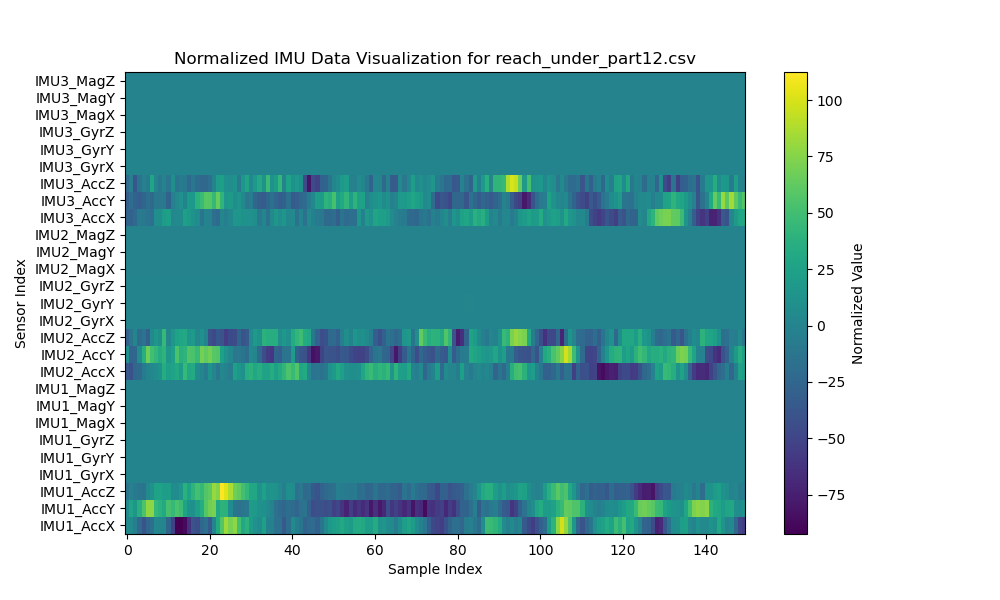 Normalized IMU Data Visualization for reach_under_part12.csv
IMU3_MagZ
IMU3_MagY
IMU3_MagX
IMU3_GyrZ
IMU3_GyrY
IMU3_GyrX
IMU3_AccZ
IMU3_AccY
IMU3_AccX
IMU2_MagZ
IMU2_MagY
IMU2_MagX
IMU2_GyrZ
IMU2_GyrY
IMU2_GyrX
IMU2_AccZ
IMU2_AccY
IMU2_AccX
IMU1_MagZ
IMU1_MagY
IMU1_MagX
IMU1_GyrZ
IMU1_GyrY
IMU1_GyrX
IMU1_AccZ
IMU1_AccY
IMU1_AccX
Sensor Index
0 20 40 60 80 100 120 140
Sample Index
100
75
50
25
0
−25
−50
−75
Normalized Value